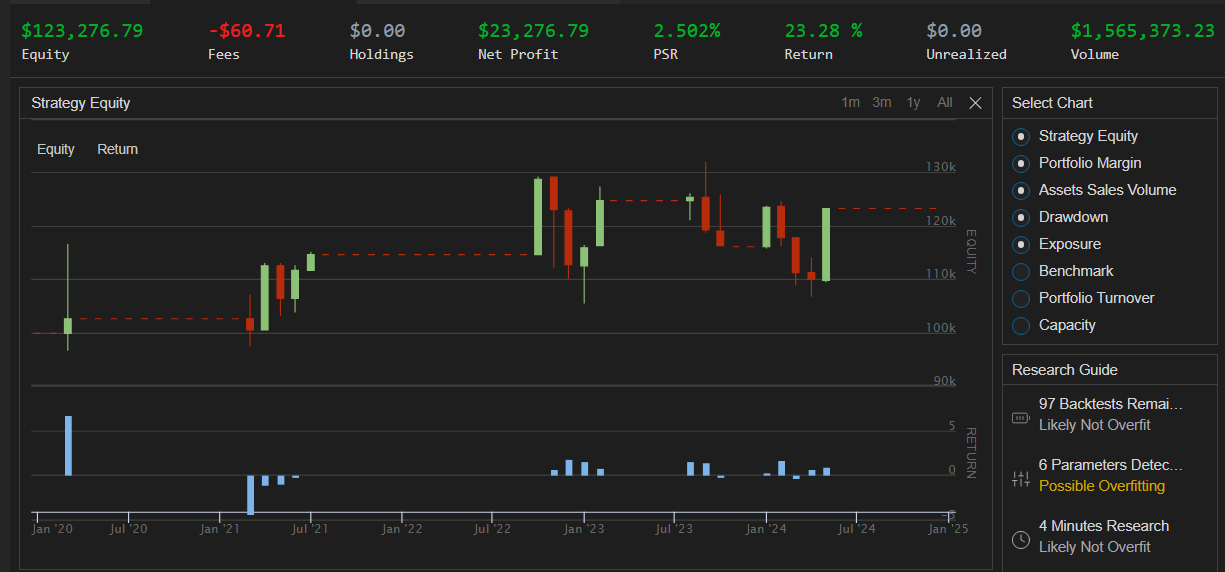 $123,276.79 -$60.71 $0.00 $23,276.79 2.502% 23.28 % $0.00 $1,565,373.23
Equity Fees Holdings Net Profit PSR Return Unrealized Volume
Strategy Equity 1m 3m 1y All
Equity Return
130k
120k
110k
100k
90k
EQUITY
5
0
-5
RETURN
Jan '20 Jul '20 Jan '21 Jul '21 Jan '22 Jul '22 Jan '23 Jul '23 Jan '24 Jul '24 Jan '25
Select Chart
Strategy Equity
Portfolio Margin
Assets Sales Volume
Drawdown
Exposure
Benchmark
Portfolio Turnover
Capacity
Research Guide
97 Backtests Remai…
Likely Not Overfit
6 Parameters Detec…
Possible Overfitting
4 Minutes Research
Likely Not Overfit